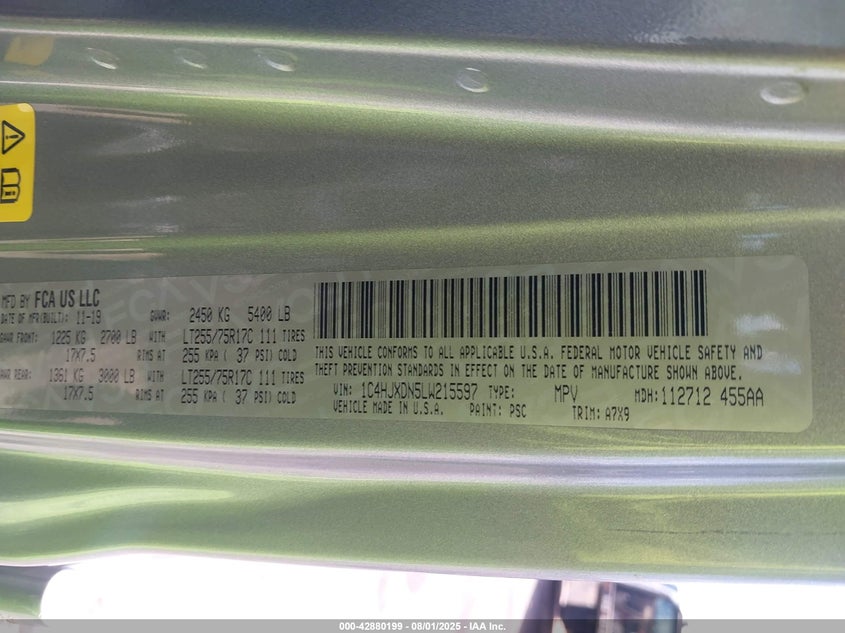 MFD BY FCA US LLC
DATE OF MFR(BUILT): 11-19 GVWR: 2450 KG 5400 LB
GAWR FRONT: 1225 KG 2700 LB WITH LT255/75R17C 111 TIRES
17X7.5 RIMS AT 255 KPA ( 37 PSI) COLD
GAWR REAR: 1361 KG 3000 LB WITH LT255/75R17C 111 TIRES
17X7.5 RIMS AT 255 KPA ( 37 PSI) COLD
THIS VEHICLE CONFORMS TO ALL APPLICABLE U.S.A. FEDERAL MOTOR VEHICLE SAFETY AND
THEFT PREVENTION STANDARDS IN EFFECT ON THE DATE OF MANUFACTURE SHOWN ABOVE.
VIN: 1C4HJXDN5LW215597 TYPE: MPV MDH: 112712 455AA
VEHICLE MADE IN U.S.A. PAINT: PSC TRIM: A7X9
000-42880199 — 08/01/2025 — IAA Inc.